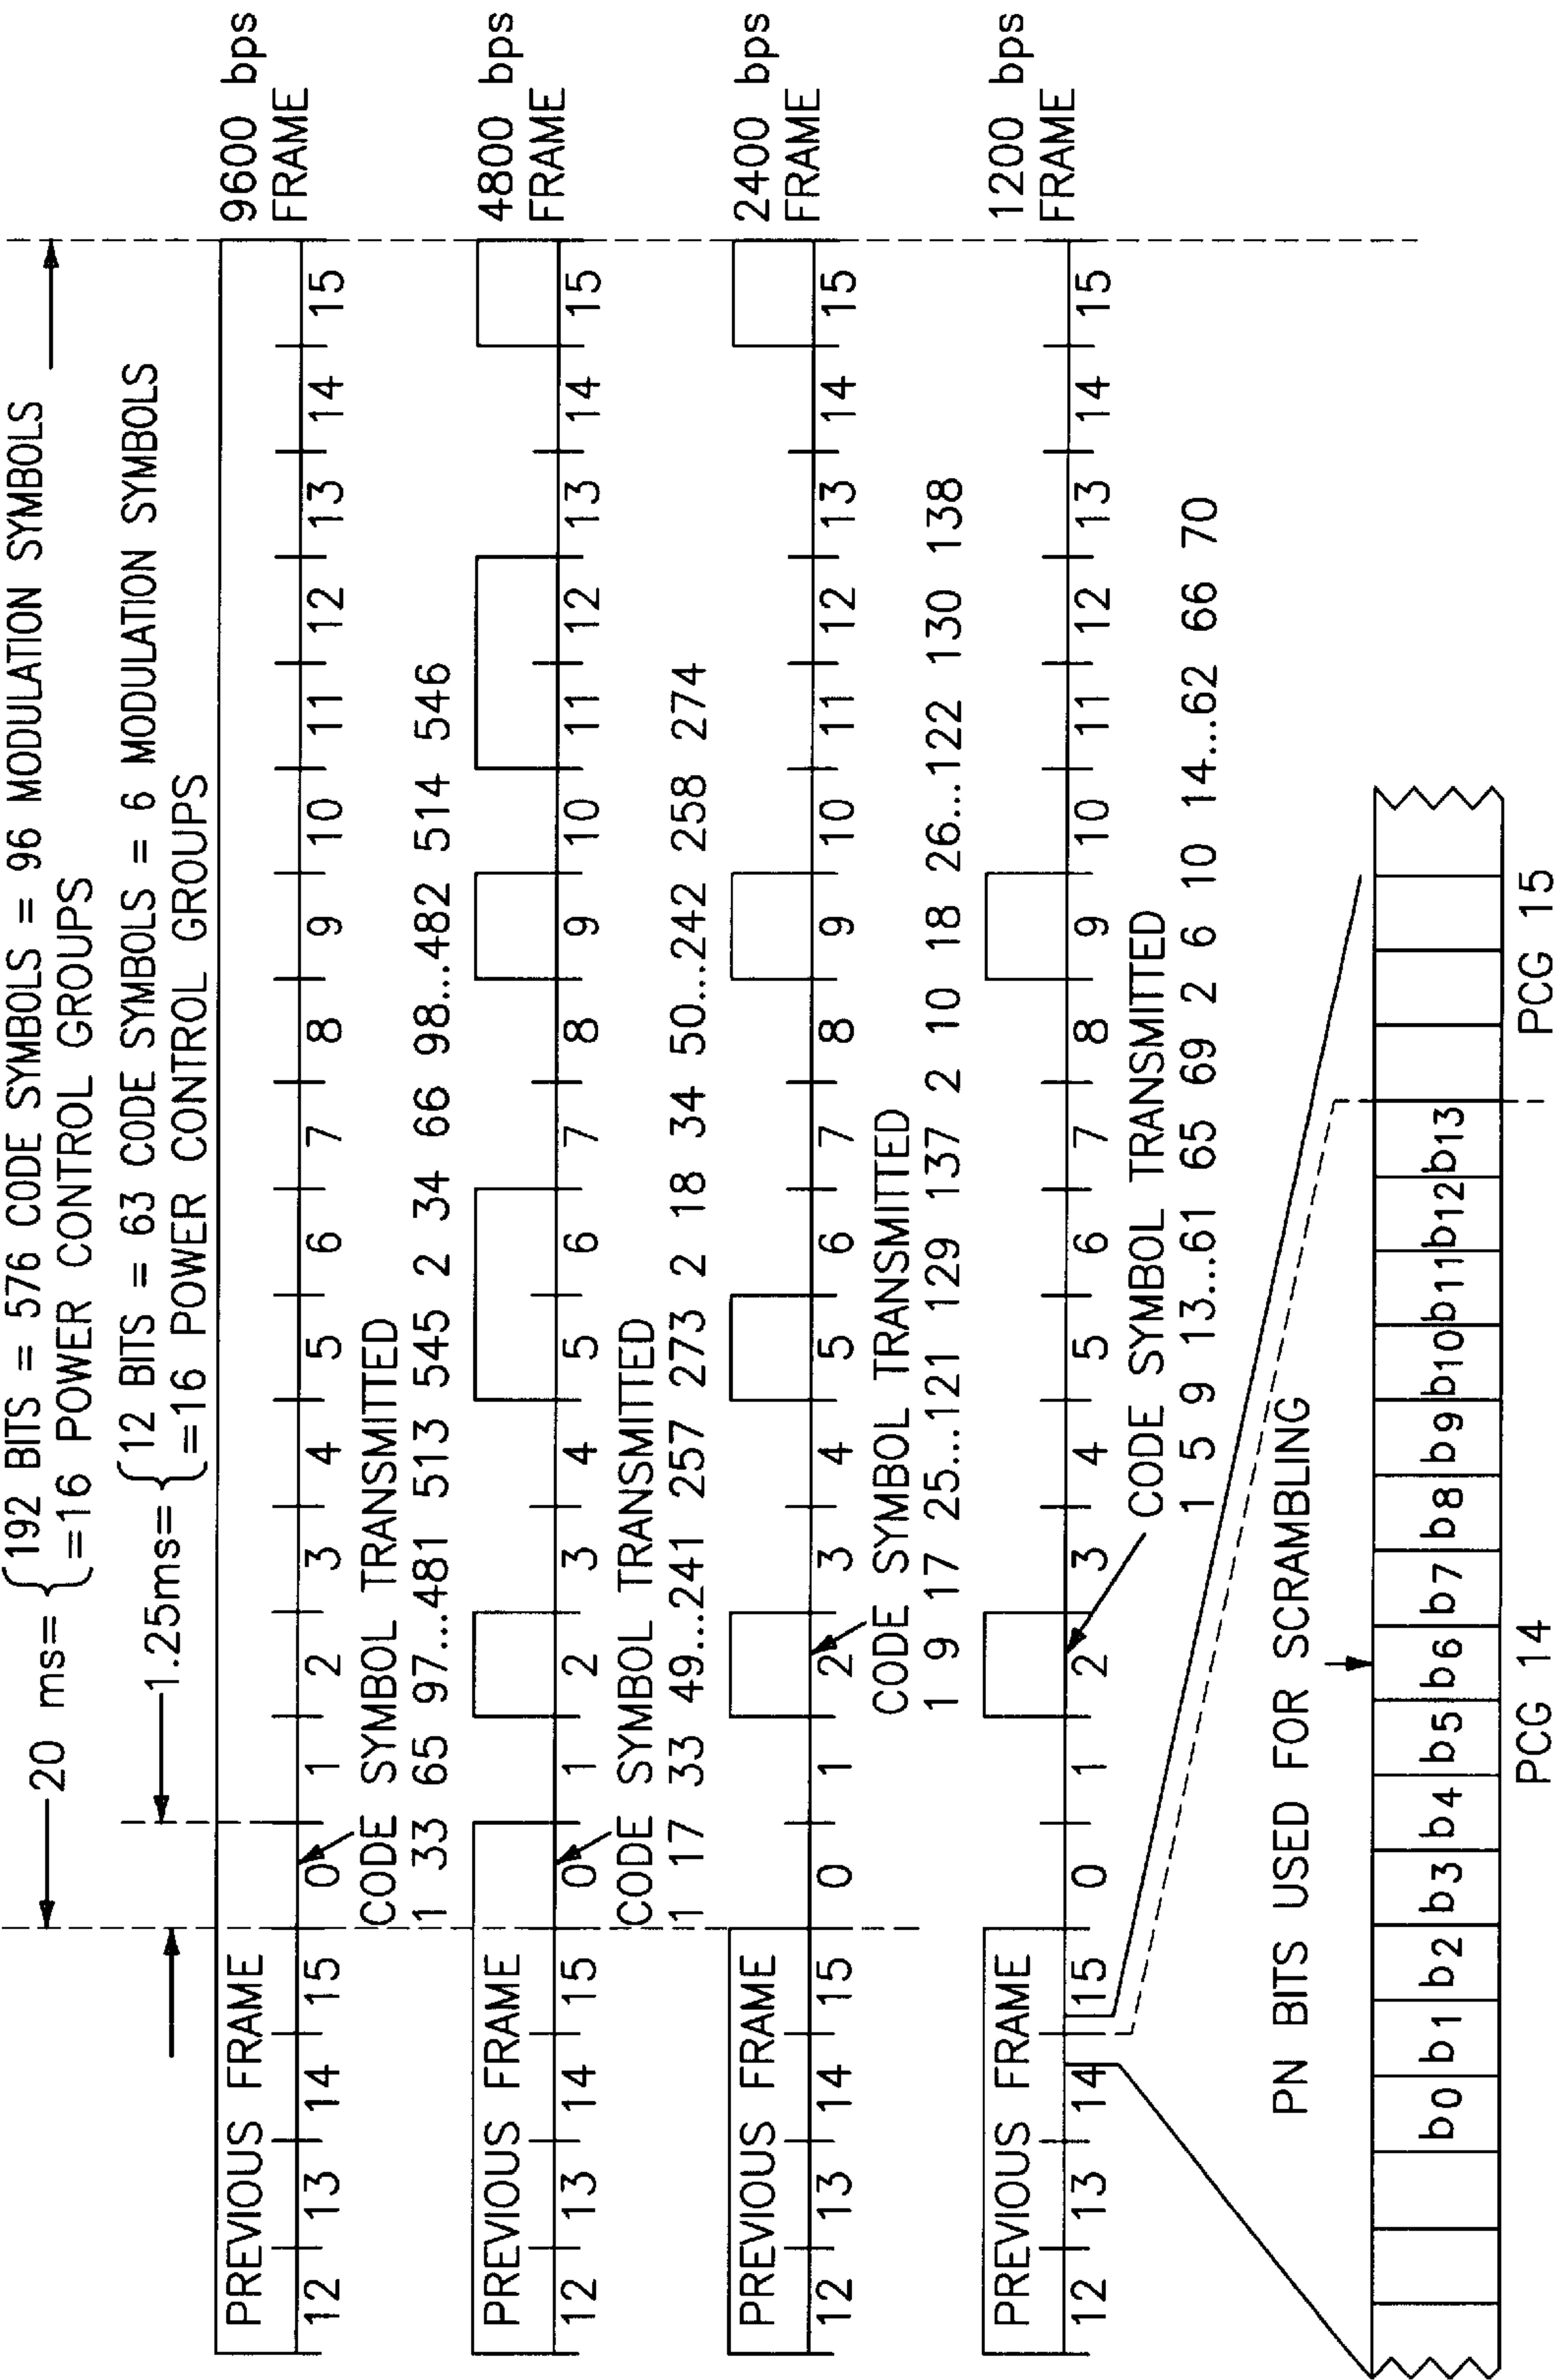 20 ms= {192 BITS = 576 CODE SYMBOLS = 96 MODULATION SYMBOLS
=16 POWER CONTROL GROUPS
1.25ms= {12 BITS = 63 CODE SYMBOLS = 6 MODULATION SYMBOLS
=16 POWER CONTROL GROUPS
PREVIOUS FRAME
9600 bps
FRAME
12 13 14 15 0 1 2 3 4 5 6 7 8 9 10 11 12 13 14 15
CODE SYMBOL TRANSMITTED
1 33 65 97...481 513 545 2 34 66 98...482 514 546
PREVIOUS FRAME
4800 bps
FRAME
12 13 14 15 0 1 2 3 4 5 6 7 8 9 10 11 12 13 14 15
CODE SYMBOL TRANSMITTED
1 17 33 49...241 257 273 2 18 34 50...242 258 274
PREVIOUS FRAME
2400 bps
FRAME
12 13 14 15 0 1 2 3 4 5 6 7 8 9 10 11 12 13 14 15
CODE SYMBOL TRANSMITTED
1 9 17 25...121 129 137 2 10 18 26...122 130 138
PREVIOUS FRAME
1200 bps
FRAME
12 13 14 15 0 1 2 3 4 5 6 7 8 9 10 11 12 13 14 15
CODE SYMBOL TRANSMITTED
1 5 9 13...61 65 69 2 6 10 14...62 66 70
PN BITS USED FOR SCRAMBLING
b0 b1 b2 b3 b4 b5 b6 b7 b8 b9 b10 b11 b12 b13
PCG 14 PCG 15